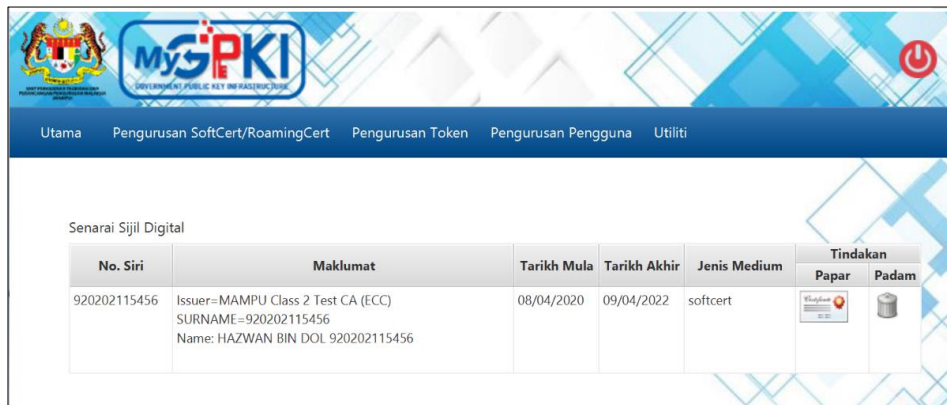 MyGPKI
GOVERNMENT PUBLIC KEY INFRASTRUCTURE
Utama Pengurusan SoftCert/RoamingCert Pengurusan Token Pengurusan Pengguna Utiliti
Senarai Sijil Digital
No. Siri Maklumat Tarikh Mula Tarikh Akhir Jenis Medium Tindakan
Papar Padam
920202115456 Issuer=MAMPU Class 2 Test CA (ECC) 08/04/2020 09/04/2022 softcert
SURNAME=920202115456
Name: HAZWAN BIN DOL 920202115456